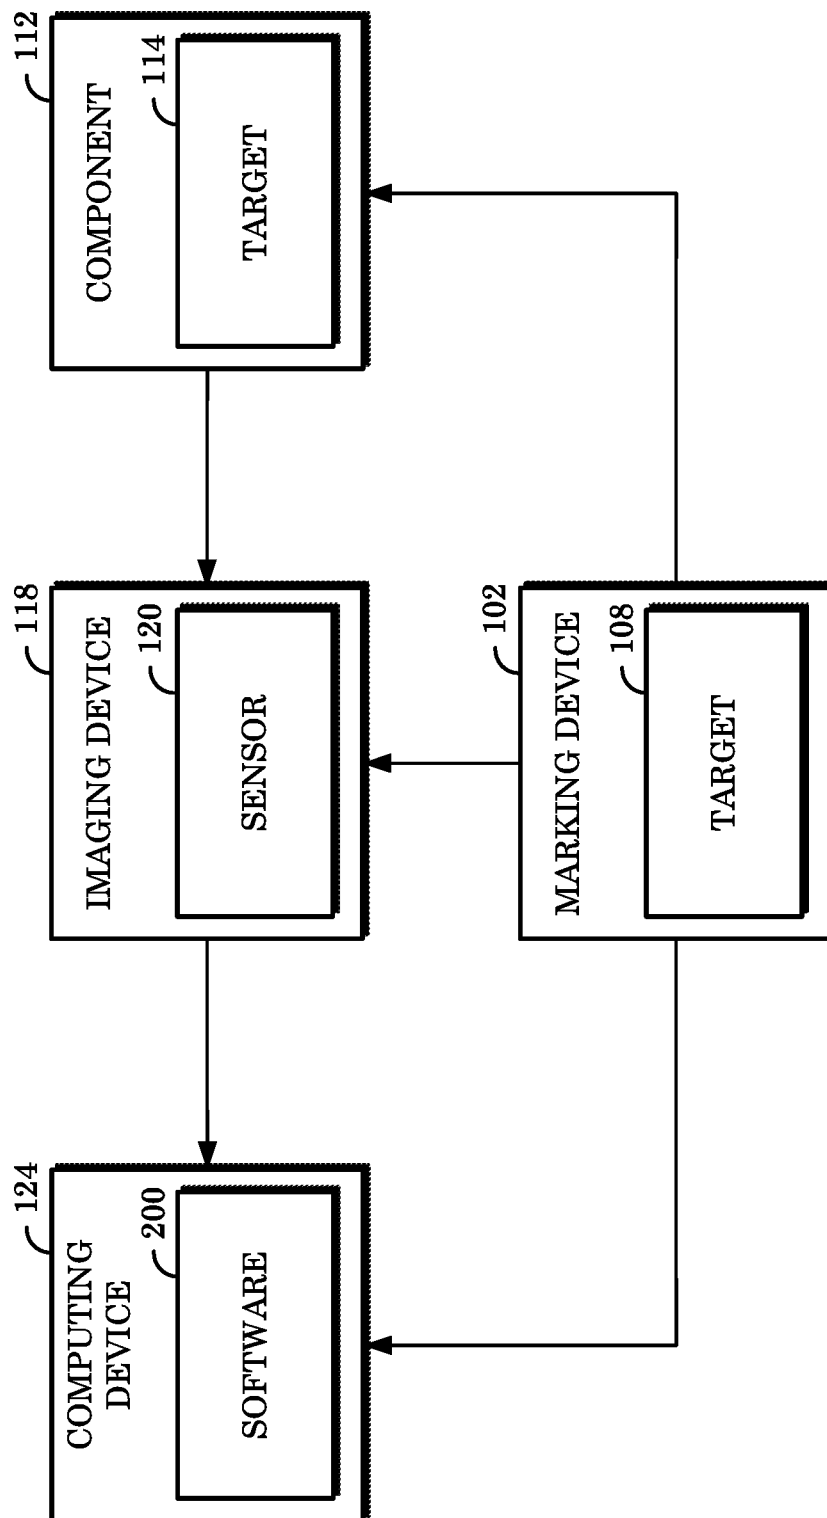 124
COMPUTING
DEVICE
200
SOFTWARE
118
IMAGING DEVICE
120
SENSOR
112
COMPONENT
114
TARGET
102
MARKING DEVICE
108
TARGET